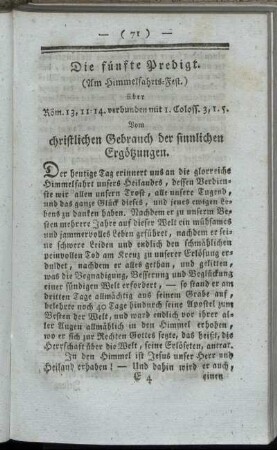 —( 71 )—
Die fünfte Predigt.
(Am Himmelfahrts-Fest.)
über
Röm. 13, 11-14. verbunden mit 1. Coloss. 3, 1. 5.
Vom
christlichen Gebrauch der sinnlichen
Ergötzungen.
Der heutige Tag erinnert uns an die glorreiche
Himmelfahrt unsers Heilandes, dessen Verdien-
ste wir allen unsern Trost, alle unsre Tugend,
und das ganze Glück dieses, und jenes ewigen Er-
bens zu danken haben. Nachdem er zu unserm Be-
sten mehrere Jahre auf dieser Welt ein mühsames
und jammervolles Leben geführer, nachdem er sei-
ne schwere Leiden und endlich den schmählichen
peinvollen Tod am Kreuz zu unserer Erlösung er-
duldet, nachdem er alles gethan, und gelitten,
was die Begnadigung, Besserung und Beglückung
einer sündigen Welt erfordert, — so stand er am
dritten Tage allmächtig aus seinem Grabe auf,
belehrte noch 40 Tage hindurch seine Apostel zum
Besten der Welt, und ward endlich vor ihrer al-
ler Augen allmählich in den Himmel erhoben,
wo er sich zur Rechten Gottes setzte, das heißt, die
Herrschaft über die Welt, seine Erlöseten, antrat.
In den Himmel ist Jesus unser Herr und
Heiland erhaben! — Und dahin wird er auch,
E 4 einen